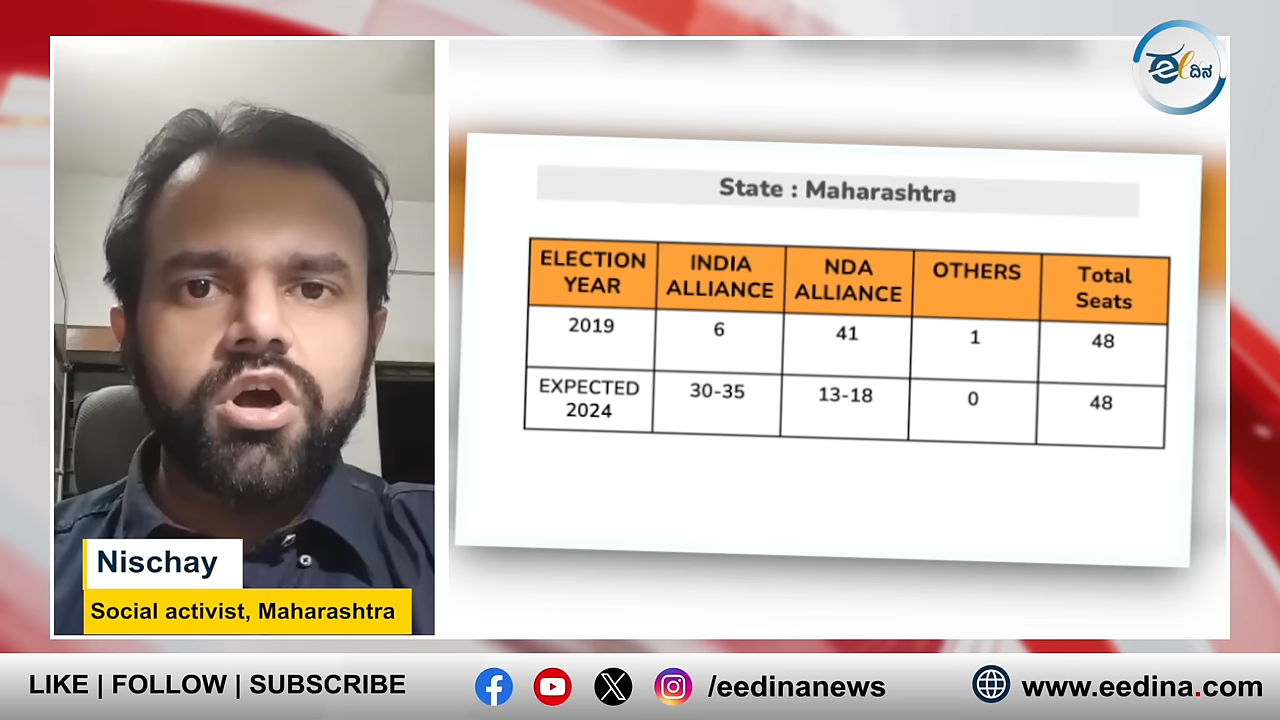 ಈ ದಿನ
State : Maharashtra
ELECTION YEAR INDIA ALLIANCE NDA ALLIANCE OTHERS Total Seats
2019 6 41 1 48
EXPECTED 2024 30-35 13-18 0 48
Nischay
Social activist, Maharashtra
LIKE | FOLLOW | SUBSCRIBE /eedinanews www.eedina.com